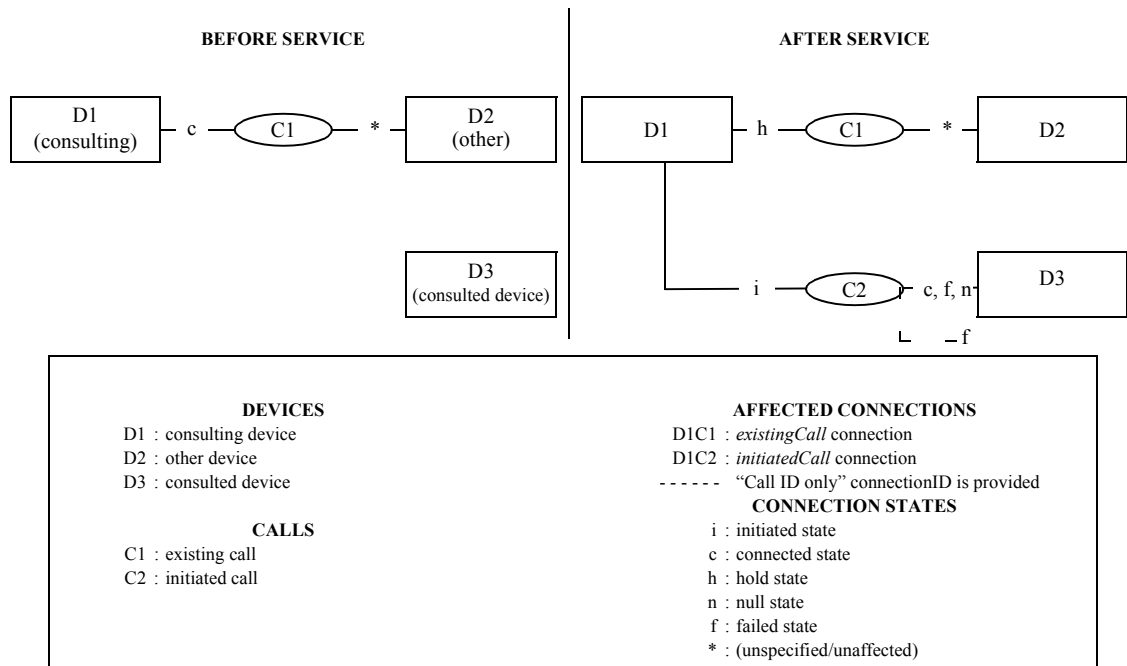 BEFORE SERVICE
AFTER SERVICE
D1
(consulting)
c
C1
*
D2
(other)
D3
(consulted device)
D1
h
C1
*
D2
i
C2
c, f, n
D3
f
DEVICES
D1 : consulting device
D2 : other device
D3 : consulted device
CALLS
C1 : existing call
C2 : initiated call
AFFECTED CONNECTIONS
D1C1 : existingCall connection
D1C2 : initiatedCall connection
- - - - - - “Call ID only” connectionID is provided
CONNECTION STATES
i : initiated state
c : connected state
h : hold state
n : null state
f : failed state
* : (unspecified/unaffected)